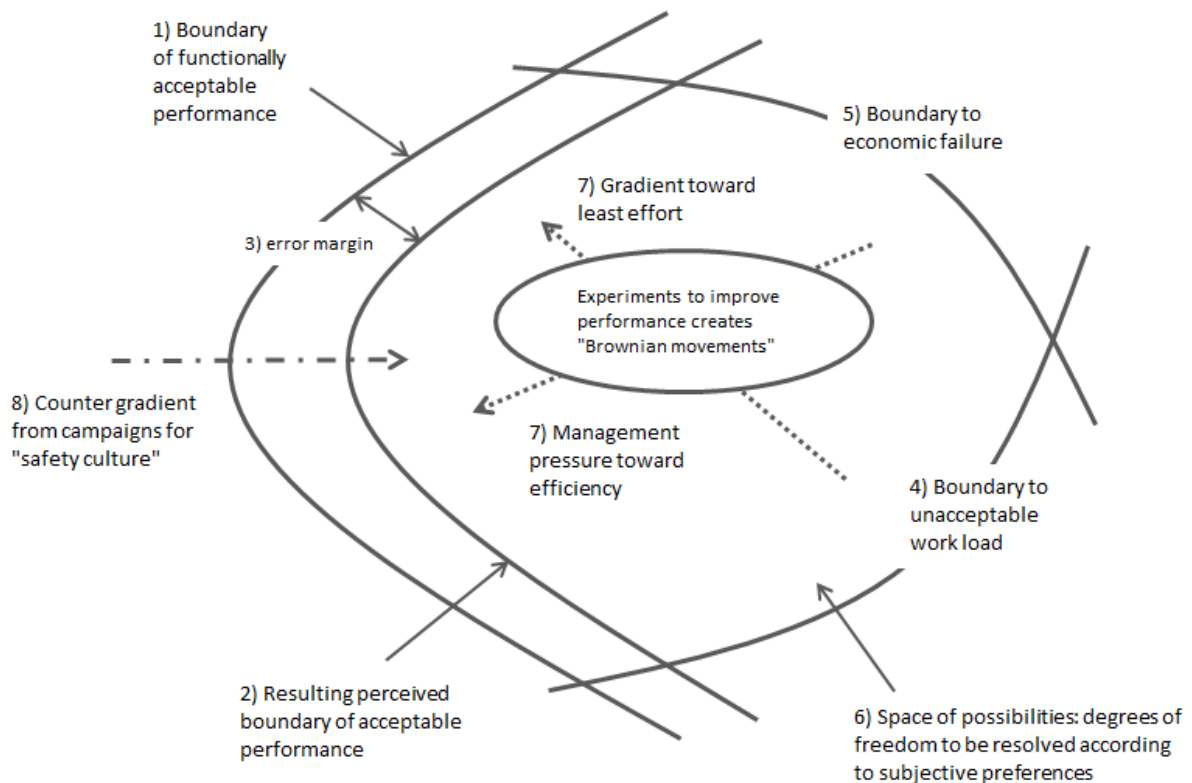 1) Boundary
of functionally
acceptable
performance
5) Boundary to
economic failure
7) Gradient toward
least effort
3) error margin
Experiments to improve
performance creates
"Brownian movements"
8) Counter gradient
from campaigns for
"safety culture"
7) Management
pressure toward
efficiency
4) Boundary to
unacceptable
work load
2) Resulting perceived
boundary of acceptable
performance
6) Space of possibilities: degrees of
freedom to be resolved according
to subjective preferences